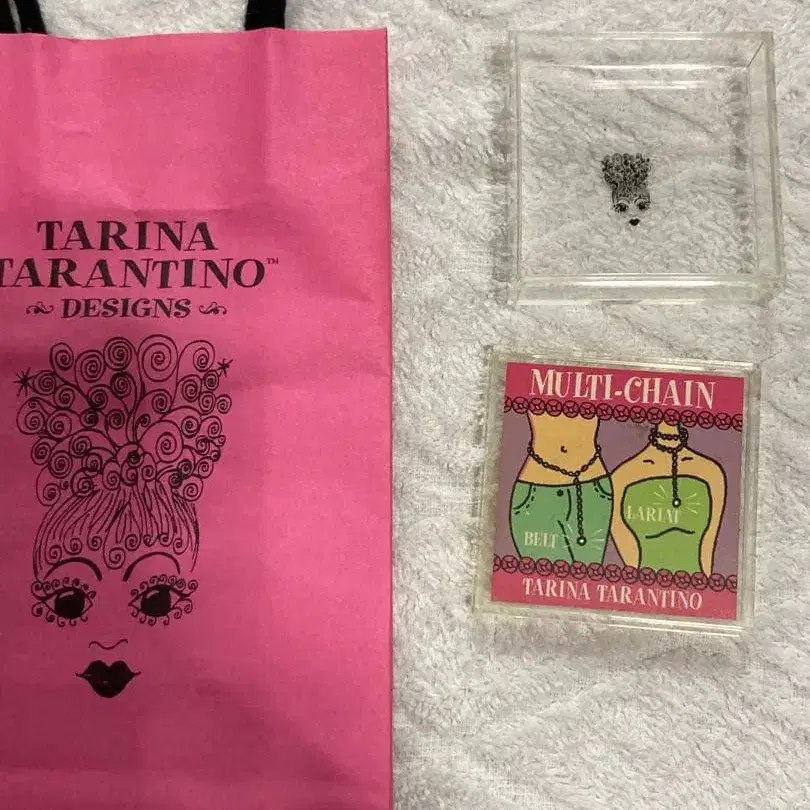 TARINA
TARANTINO™
DESIGNS
MULTI-CHAIN
LARIAT
BELT
TARINA TARANTINO